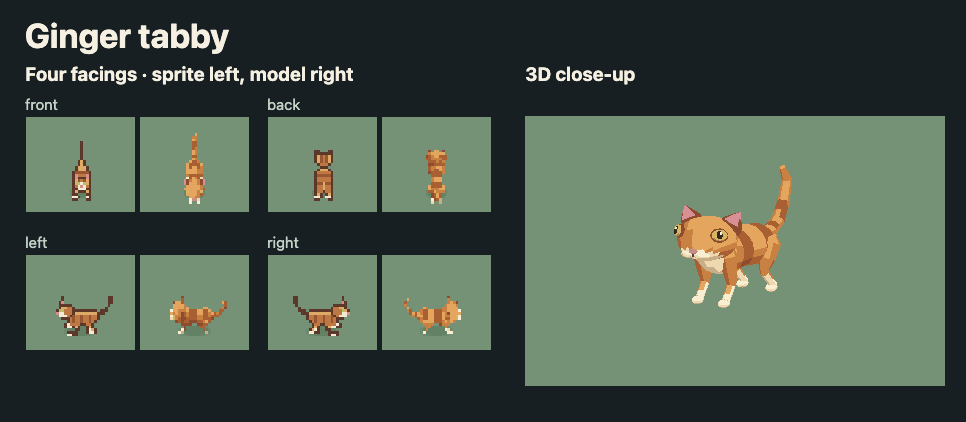 Ginger tabby
Four facings · sprite left, model right
3D close-up
front
back
left
right